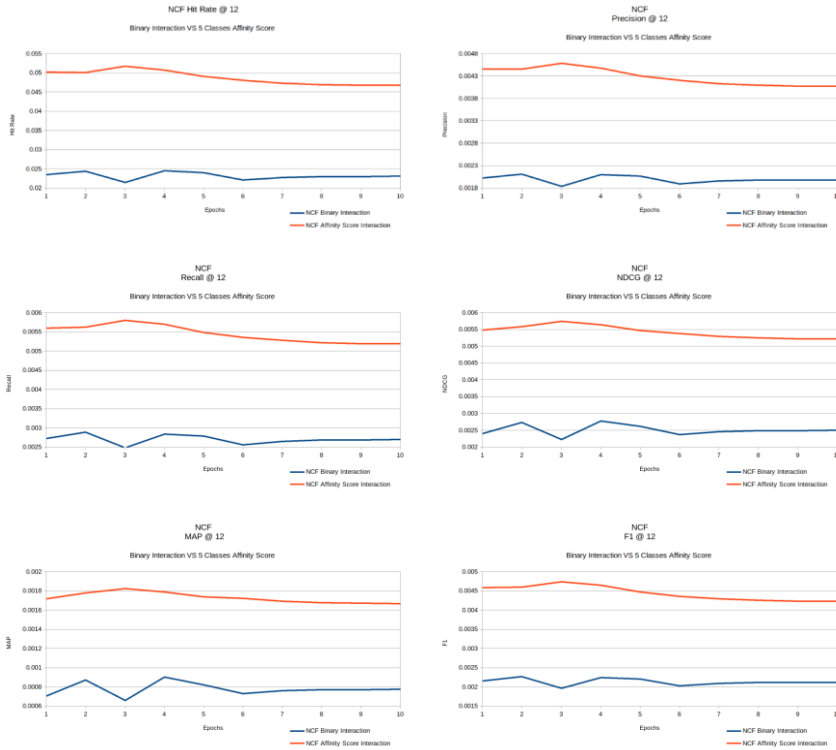 NCF Hit Rate @ 12
Binary Interaction VS 5 Classes Affinity Score
0.055
0.05
0.045
0.04
0.035
0.03
0.025
0.02
Hit Rate
1 2 3 4 5 6 7 8 9 10
Epochs
NCF Binary Interaction
NCF Affinity Score Interaction
NCF
Precision @ 12
Binary Interaction VS 5 Classes Affinity Score
0.0048
0.0043
0.0038
0.0033
0.0028
0.0023
0.0018
Precision
1 2 3 4 5 6 7 8 9
Epochs
NCF Binary Interaction
NCF Affinity Score Interaction
NCF
Recall @ 12
Binary Interaction VS 5 Classes Affinity Score
0.006
0.0055
0.005
0.0045
0.004
0.0035
0.003
0.0025
Recall
1 2 3 4 5 6 7 8 9 10
Epochs
NCF Binary Interaction
NCF Affinity Score Interaction
NCF
NDCG @ 12
Binary Interaction VS 5 Classes Affinity Score
0.006
0.0055
0.005
0.0045
0.004
0.0035
0.003
0.0025
0.002
NDCG
1 2 3 4 5 6 7 8 9
Epochs
NCF Binary Interaction
NCF Affinity Score Interaction
NCF
MAP @ 12
Binary Interaction VS 5 Classes Affinity Score
0.002
0.0018
0.0016
0.0014
0.0012
0.001
0.0008
0.0006
MAP
1 2 3 4 5 6 7 8 9 10
Epochs
NCF Binary Interaction
NCF Affinity Score Interaction
NCF
F1 @ 12
Binary Interaction VS 5 Classes Affinity Score
0.005
0.0045
0.004
0.0035
0.003
0.0025
0.002
0.0015
F1
1 2 3 4 5 6 7 8 9
Epochs
NCF Binary Interaction
NCF Affinity Score Interaction